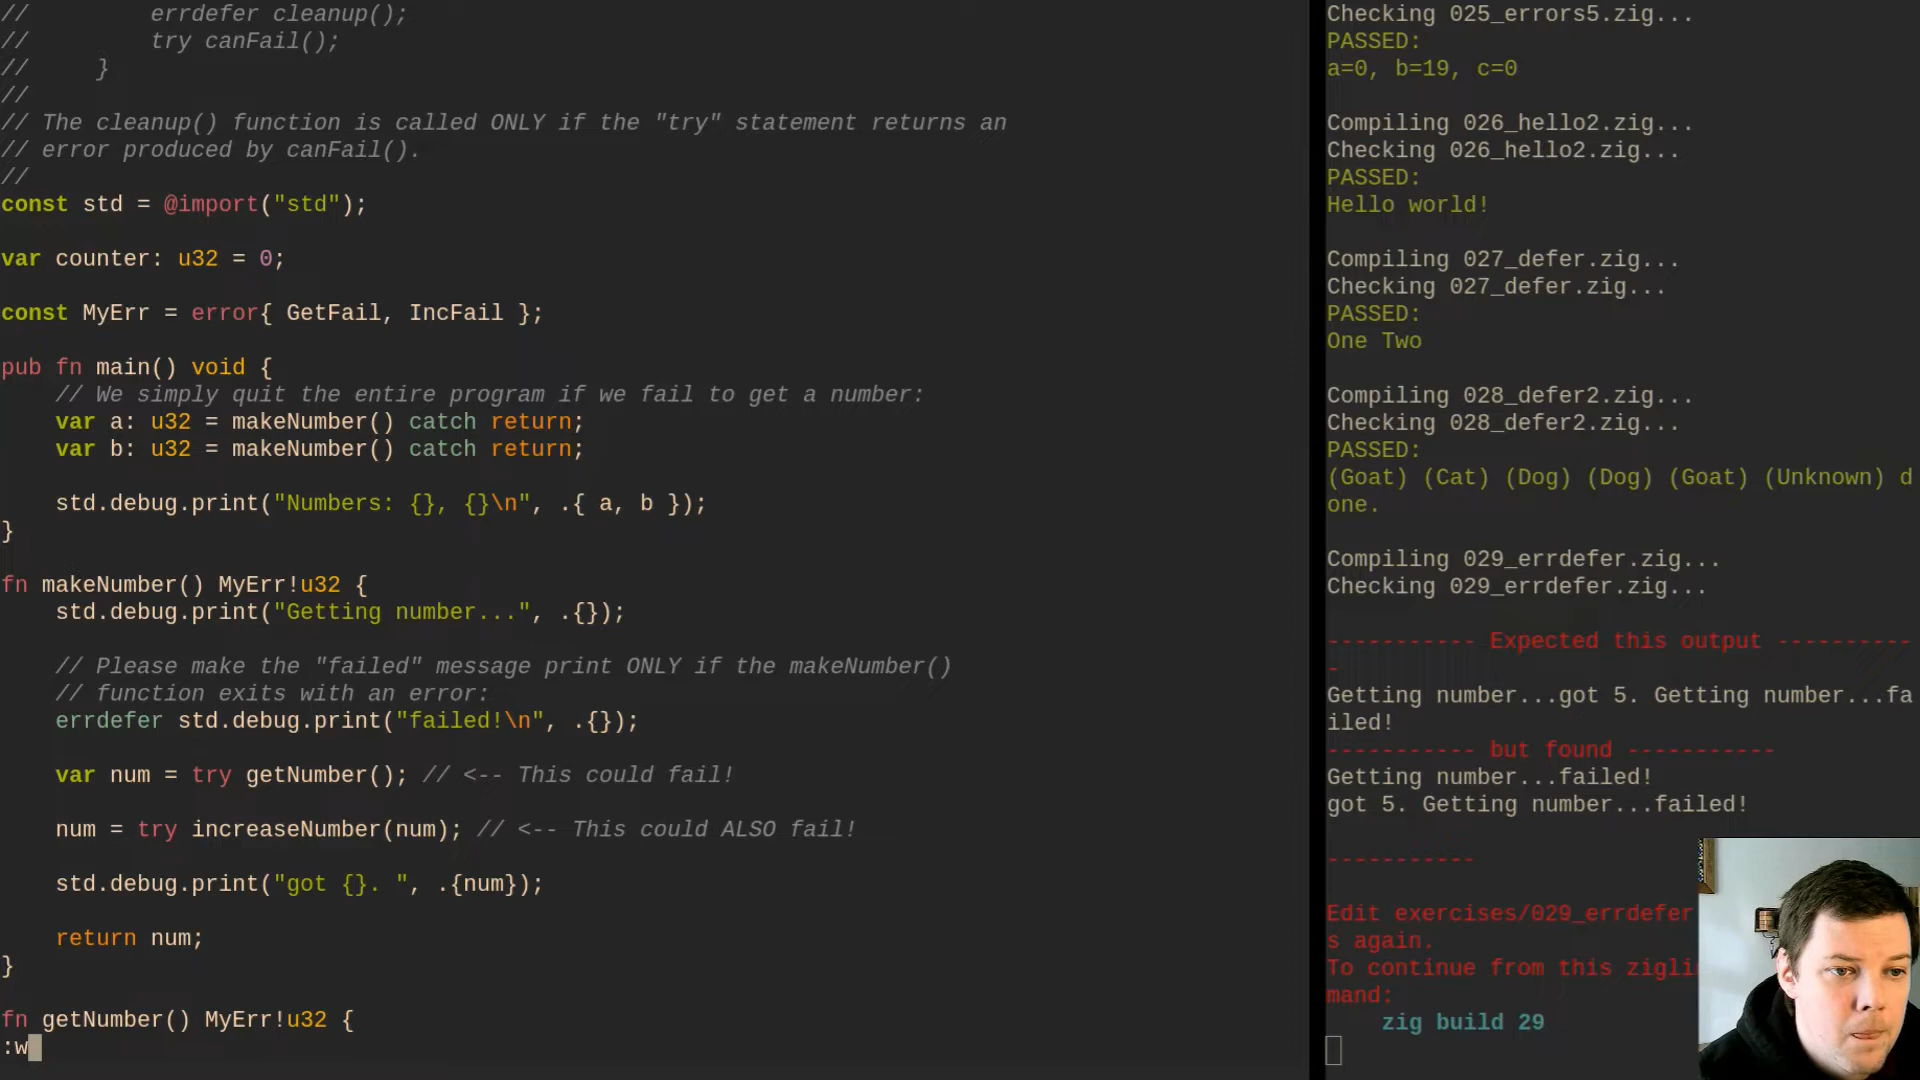 //         errdefer cleanup();
//         try canFail();
//     }
//
// The cleanup() function is called ONLY if the "try" statement returns an
// error produced by canFail().
//
const std = @import("std");
var counter: u32 = 0;
const MyErr = error{ GetFail, IncFail };
pub fn main() void {
    // We simply quit the entire program if we fail to get a number:
    var a: u32 = makeNumber() catch return;
    var b: u32 = makeNumber() catch return;
    std.debug.print("Numbers: {}, {}\n", .{ a, b });
}
fn makeNumber() MyErr!u32 {
    std.debug.print("Getting number...", .{});
    // Please make the "failed" message print ONLY if the makeNumber()
    // function exits with an error:
    errdefer std.debug.print("failed!\n", .{});
    var num = try getNumber(); // <-- This could fail!
    num = try increaseNumber(num); // <-- This could ALSO fail!
    std.debug.print("got {}. ", .{num});
    return num;
}
fn getNumber() MyErr!u32 {
:w
Checking 025_errors5.zig...
PASSED:
a=0, b=19, c=0
Compiling 026_hello2.zig...
Checking 026_hello2.zig...
PASSED:
Hello world!
Compiling 027_defer.zig...
Checking 027_defer.zig...
PASSED:
One Two
Compiling 028_defer2.zig...
Checking 028_defer2.zig...
PASSED:
(Goat) (Cat) (Dog) (Dog) (Goat) (Unknown) d
one.
Compiling 029_errdefer.zig...
Checking 029_errdefer.zig...
----------- Expected this output ----------
-
Getting number...got 5. Getting number...fa
iled!
----------- but found -----------
Getting number...failed!
got 5. Getting number...failed!
-----------
Edit exercises/029_errdefer
s again.
To continue from this zigli
mand:
    zig build 29